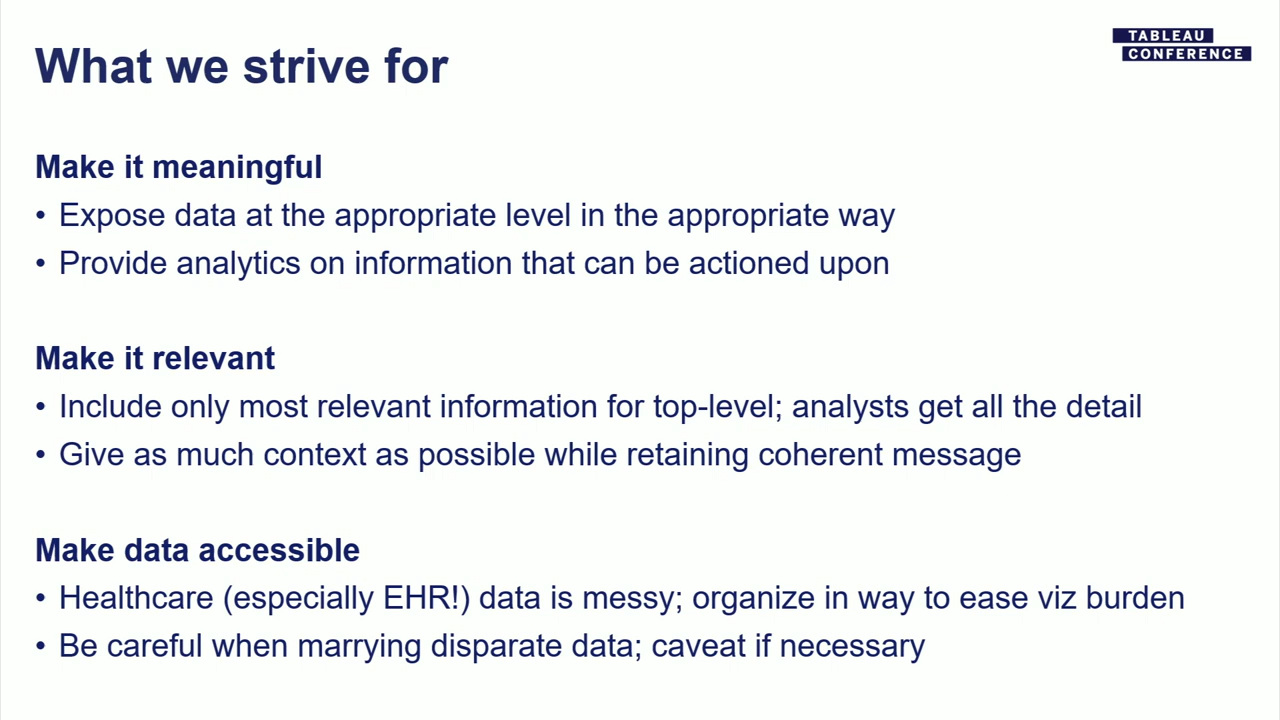 What we strive for
TABLEAU
CONFERENCE
Make it meaningful
• Expose data at the appropriate level in the appropriate way
• Provide analytics on information that can be actioned upon
Make it relevant
• Include only most relevant information for top-level; analysts get all the detail
• Give as much context as possible while retaining coherent message
Make data accessible
• Healthcare (especially EHR!) data is messy; organize in way to ease viz burden
• Be careful when marrying disparate data; caveat if necessary